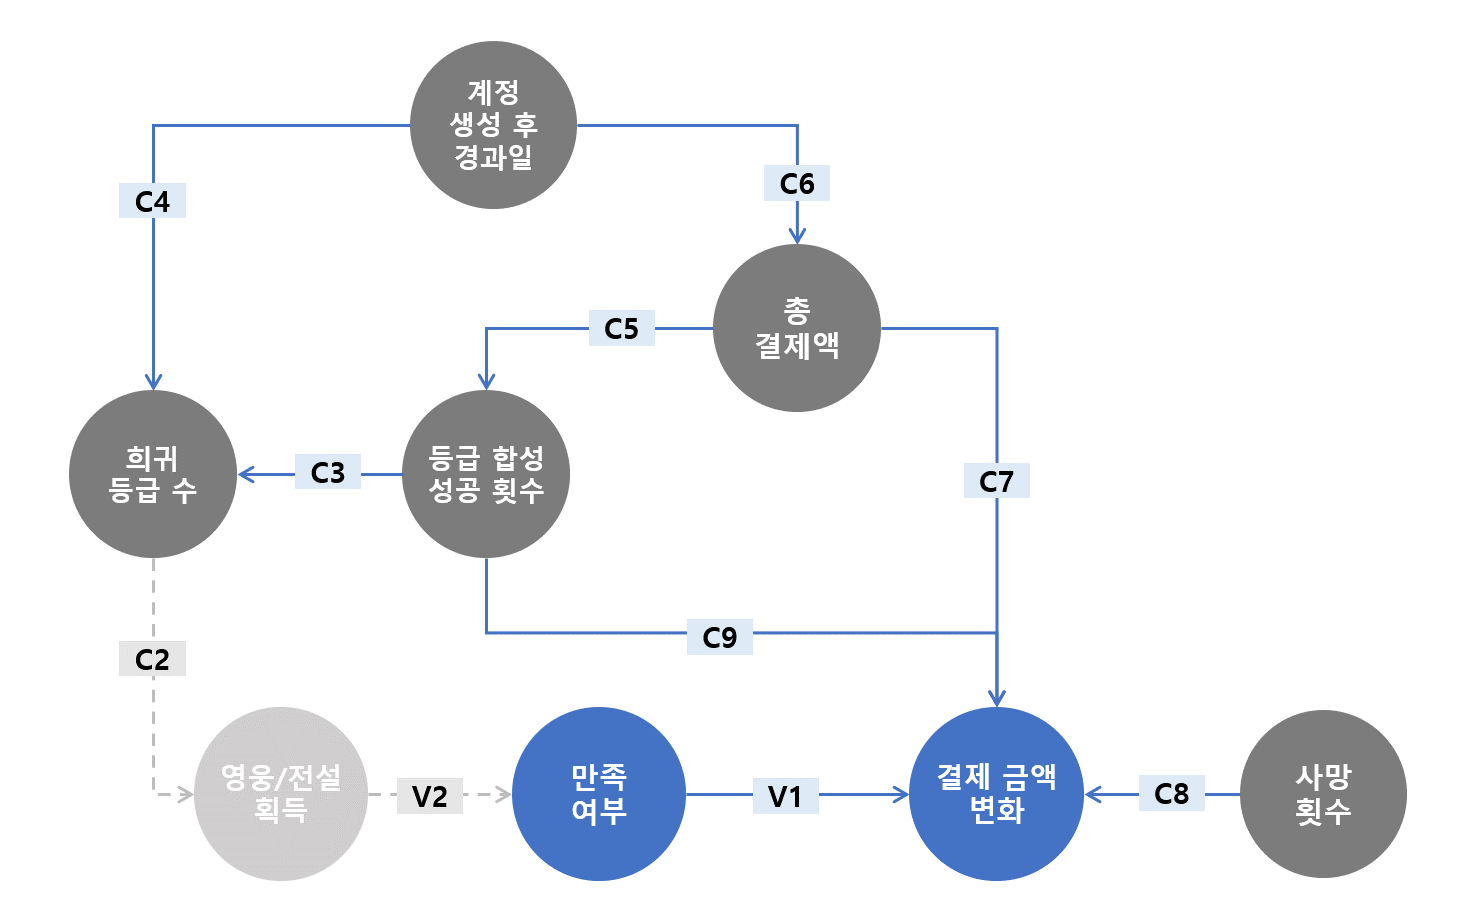 계정
생성 후
경과일
C4
C6
총
결제액
C5
희귀
등급 수
C3
등급 합성
성공 횟수
C7
C9
C2
영웅/전설
획득
V2
만족
여부
V1
결제 금액
변화
C8
사망
횟수